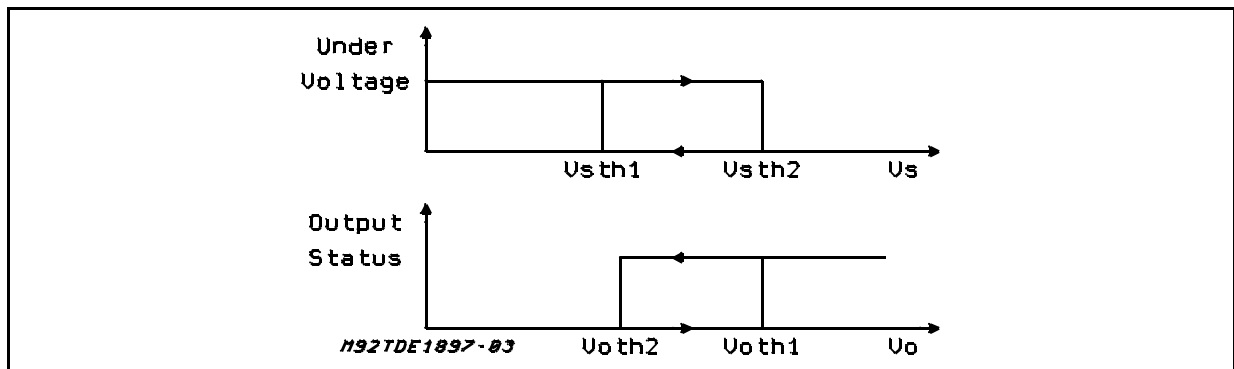 Under
Voltage
Vsth1 Vsth2 Vs
Output
Status
M92TDE1897-03 Voth2 Voth1 Vo